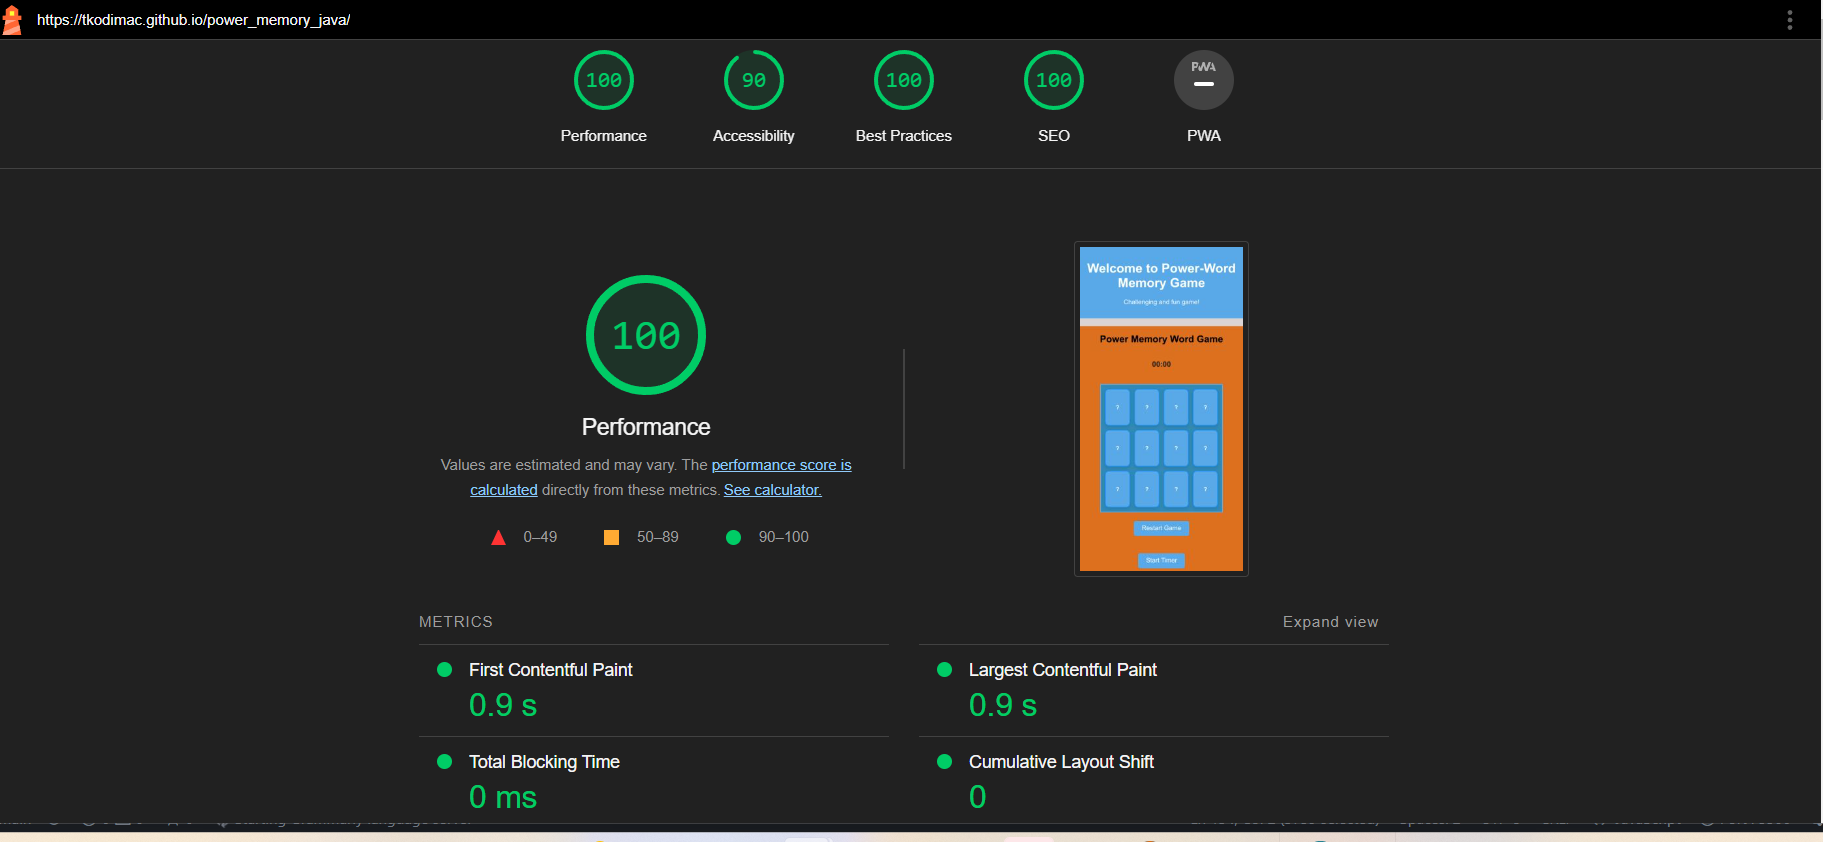 https://tkodimac.github.io/power_memory_java/
100
90
100
100
PWA
Performance
Accessibility
Best Practices
SEO
PWA
100
Performance
Values are estimated and may vary. The performance score is
calculated directly from these metrics. See calculator.
0–49
50–89
90–100
Welcome to Power-Word
Memory Game
Challenging and fun game!
Power Memory Word Game
00:00
? ? ? ?
? ? ? ?
? ? ? ?
Restart Game
Start Timer
METRICS
Expand view
First Contentful Paint
0.9 s
Largest Contentful Paint
0.9 s
Total Blocking Time
0 ms
Cumulative Layout Shift
0